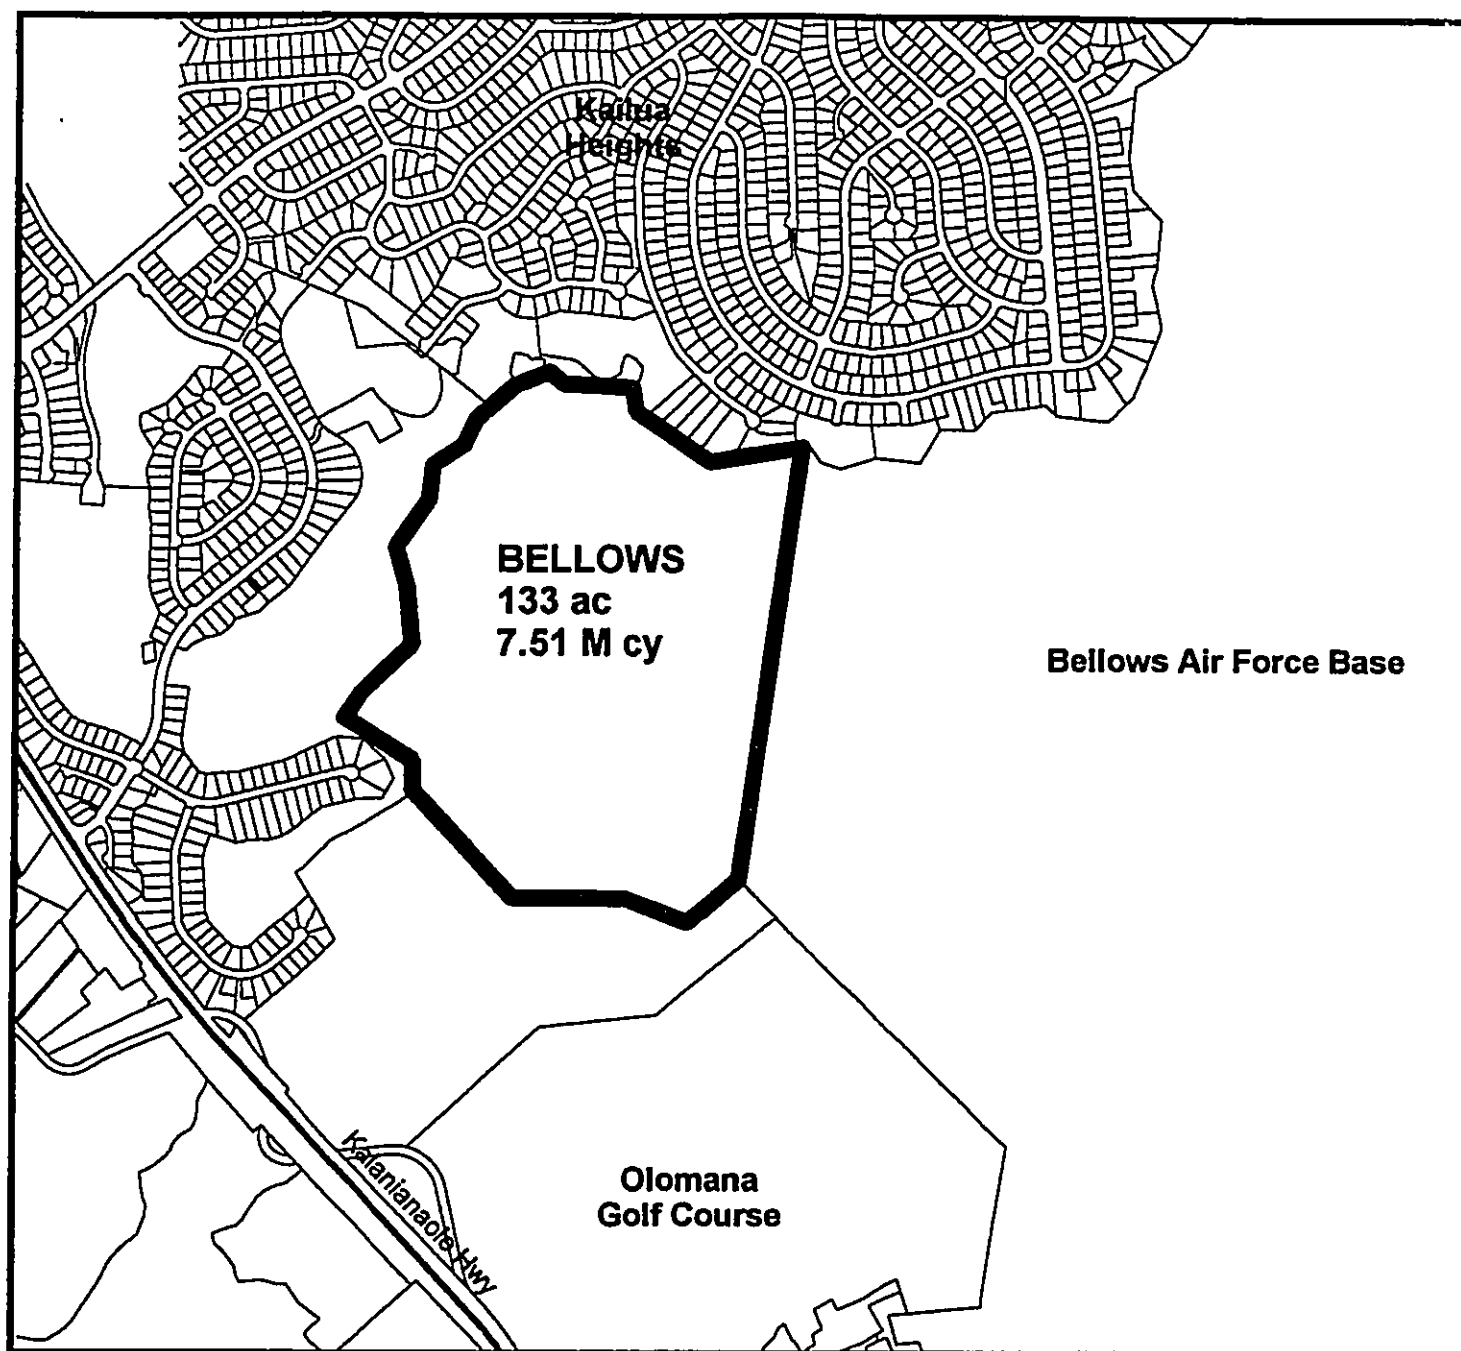 Kailua
Heights
BELLOWS
133 ac
7.51 M cy
Bellows Air Force Base
Olomana
Golf Course
Kalanianaole Hwy